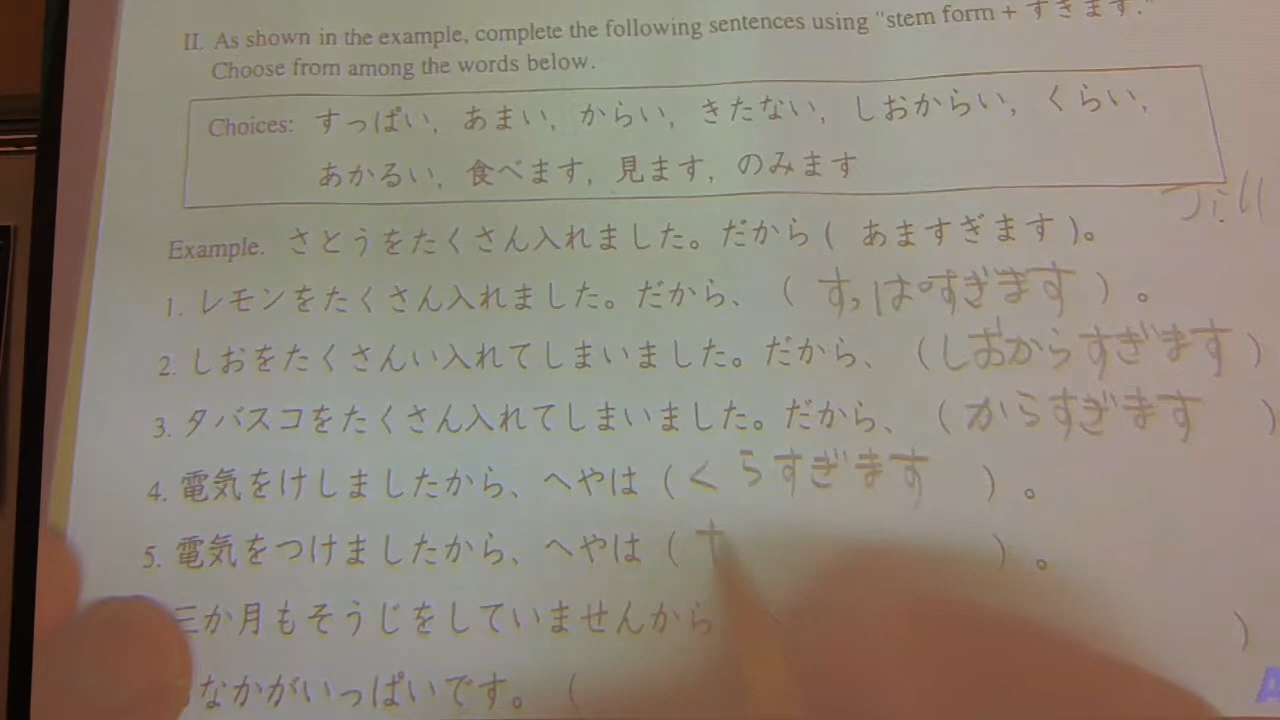 II. As shown in the example, complete the following sentences using "stem form + すぎます."
Choose from among the words below.
Choices: すっぱい, あまい, からい, きたない, しおからい, くらい,
あかるい, 食べます, 見ます, のみます
Example. さとうをたくさん入れました。だから( あますぎます)。
1. レモンをたくさん入れました。だから、( すっぱすぎます )。
2. しおをたくさんい入れてしまいました。だから、(しおからすぎます )
3. タバスコをたくさん入れてしまいました。だから、( からすぎます )
4. 電気をけしましたから、へやは(くらすぎます )。
5. 電気をつけましたから、へやは( )。
三か月もそうじをしていませんから )
なかがいっぱいです。(